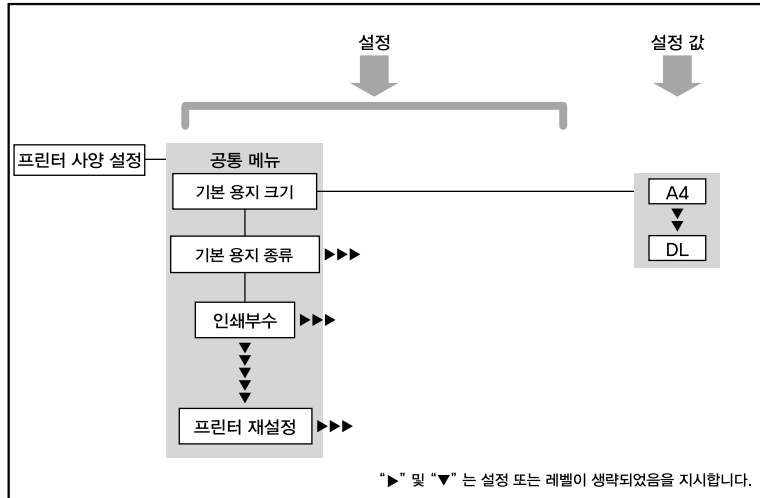 설정
설정 값
프린터 사양 설정
공통 메뉴
기본 용지 크기
A4
기본 용지 종류
▶▶▶
DL
인쇄부수
▶▶▶
프린터 재설정
▶▶▶
“▶” 및 “▼” 는 설정 또는 레벨이 생략되었음을 지시합니다.